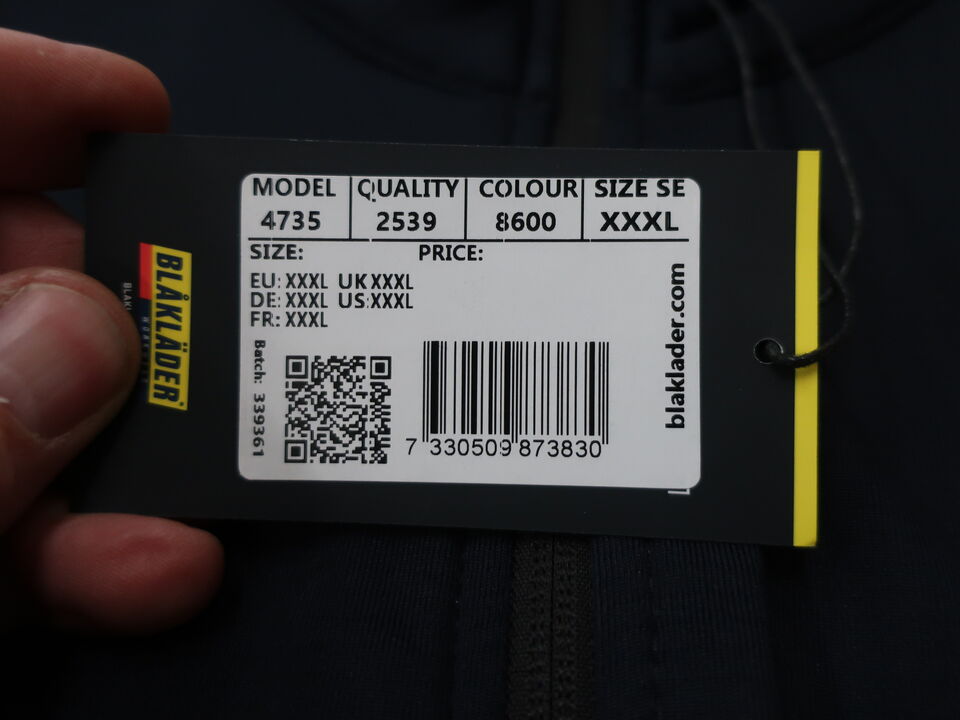 MODEL QUALITY COLOUR SIZE SE
4735 2539 8600 XXXL
SIZE: PRICE:
EU: XXXL UK XXXL
DE: XXXL US:XXXL
FR: XXXL
Batch: 339361
7 330509 873830
blaklader.com
BLÅKLÄDER